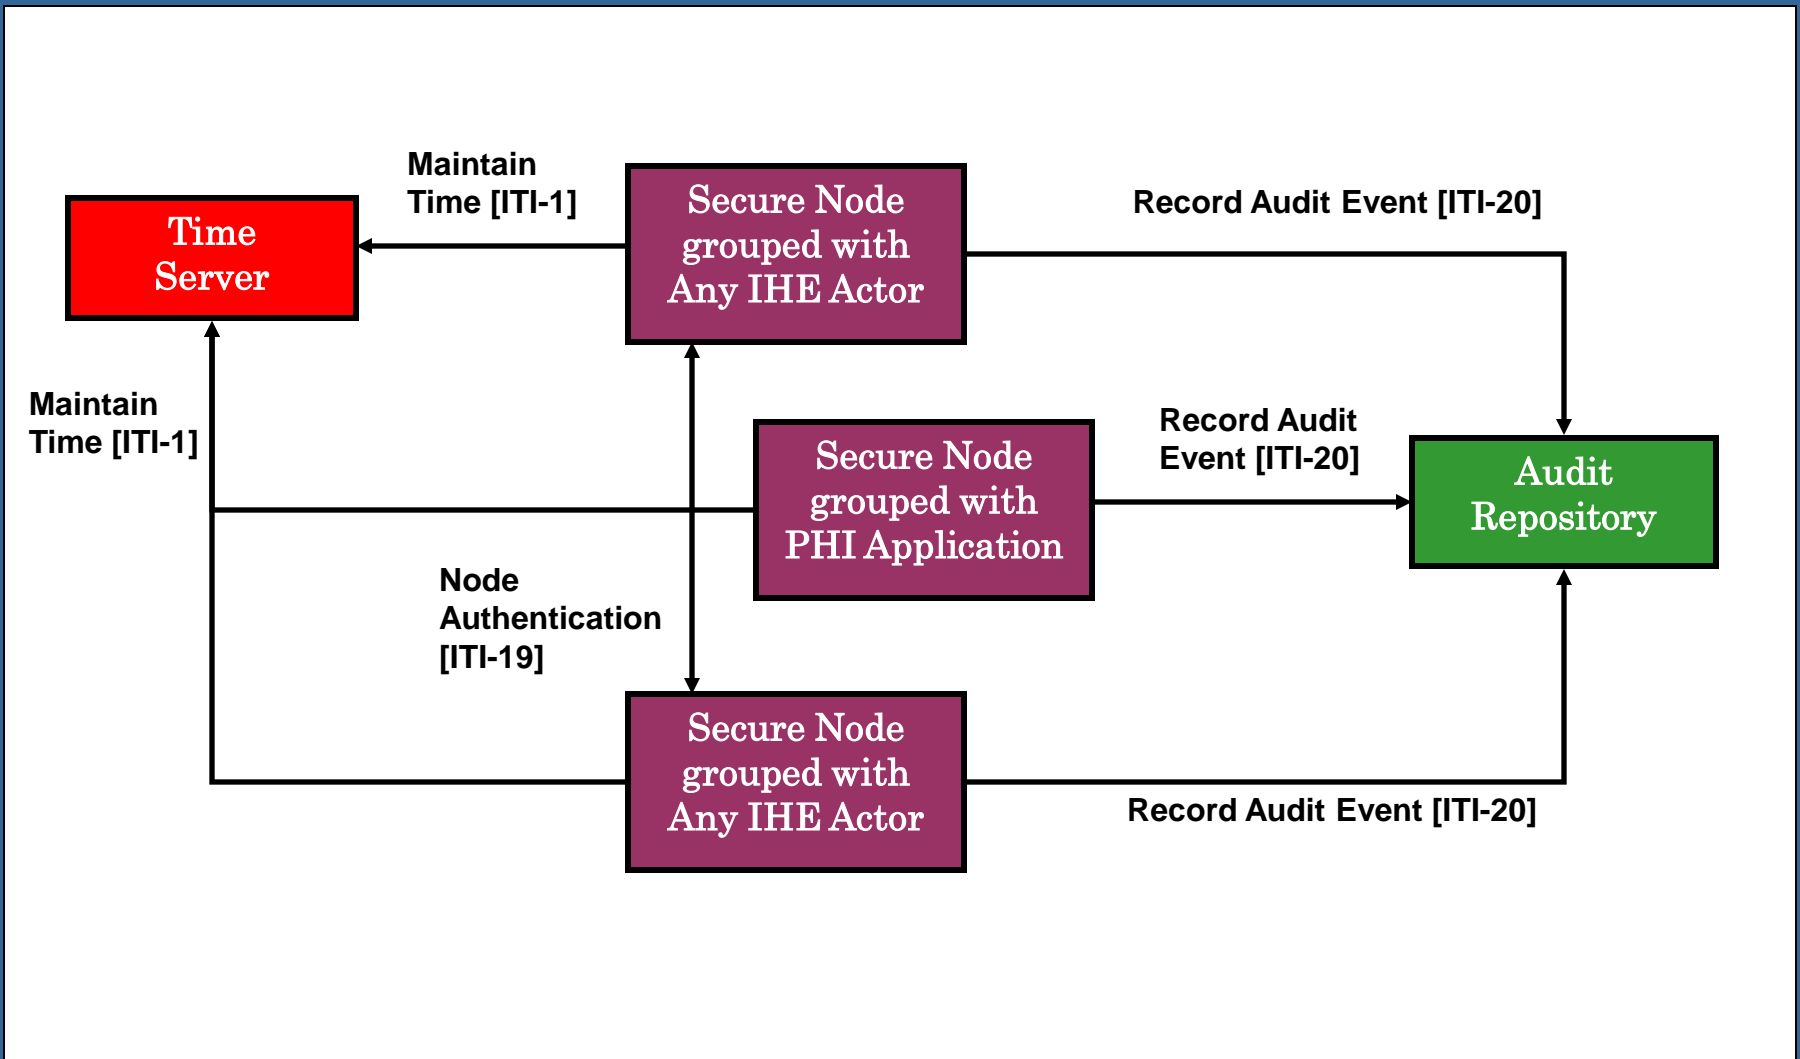 Maintain
Time [ITI-1]
Secure Node
grouped with
Any IHE Actor
Record Audit Event [ITI-20]
Time
Server
Maintain
Time [ITI-1]
Secure Node
grouped with
PHI Application
Record Audit
Event [ITI-20]
Audit
Repository
Node
Authentication
[ITI-19]
Secure Node
grouped with
Any IHE Actor
Record Audit Event [ITI-20]